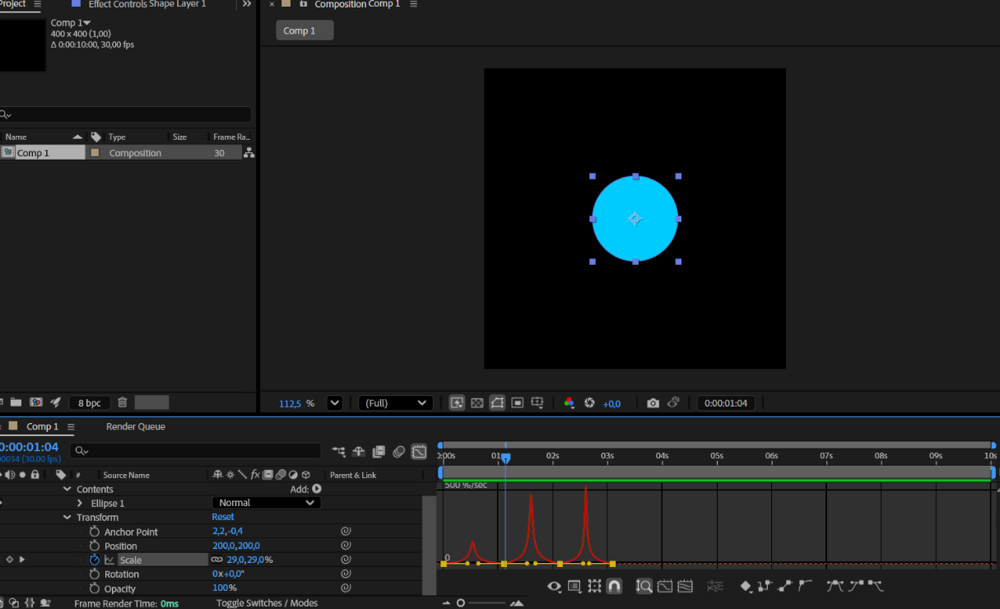 Project
Effect Controls Shape Layer 1
Composition Comp 1
Comp 1
400 x 400 (1,00)
Δ 0:00:10:00, 30,00 fps
Comp 1
Name Type Size Frame Ra...
Comp 1 Composition 30
8 bpc
112,5 % (Full) +0,0 0:00:01:04
Comp 1 Render Queue
0:00:01:04
00034 (30.00 fps)
0:00s 01 02s 03s 04s 05s 06s 07s 08s 09s 10s
# Source Name fx Parent & Link
500 %/sec
Contents Add:
Ellipse 1 Normal
Transform Reset
Anchor Point 2,2,-0,4
Position 200,0,200,0
Scale 29,0,29,0%
0
Rotation 0x+0,0°
Opacity 100%
Frame Render Time: 0ms Toggle Switches / Modes